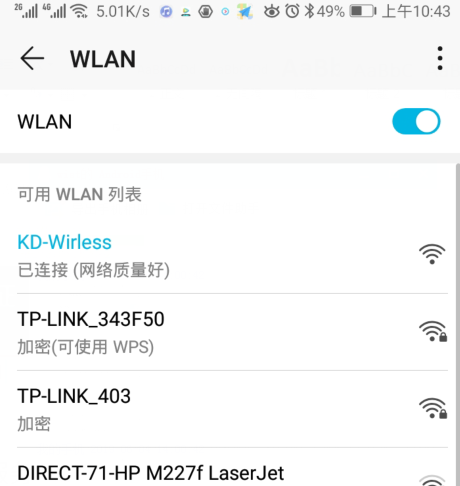 2G 4G 5.01K/s 49% 上午10:43
WLAN
WLAN
可用 WLAN 列表
KD-Wirless
已连接 (网络质量好)
TP-LINK_343F50
加密(可使用 WPS)
TP-LINK_403
加密
DIRECT-71-HP M227f LaserJet